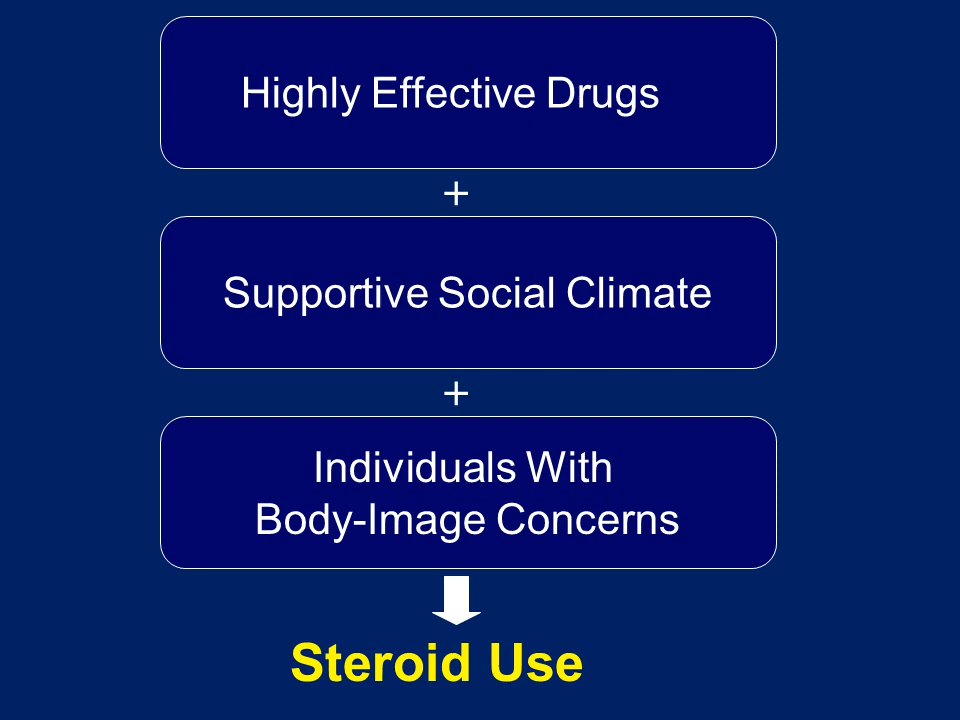 Highly Effective Drugs
+
Supportive Social Climate
+
Individuals With
Body-Image Concerns
Steroid Use